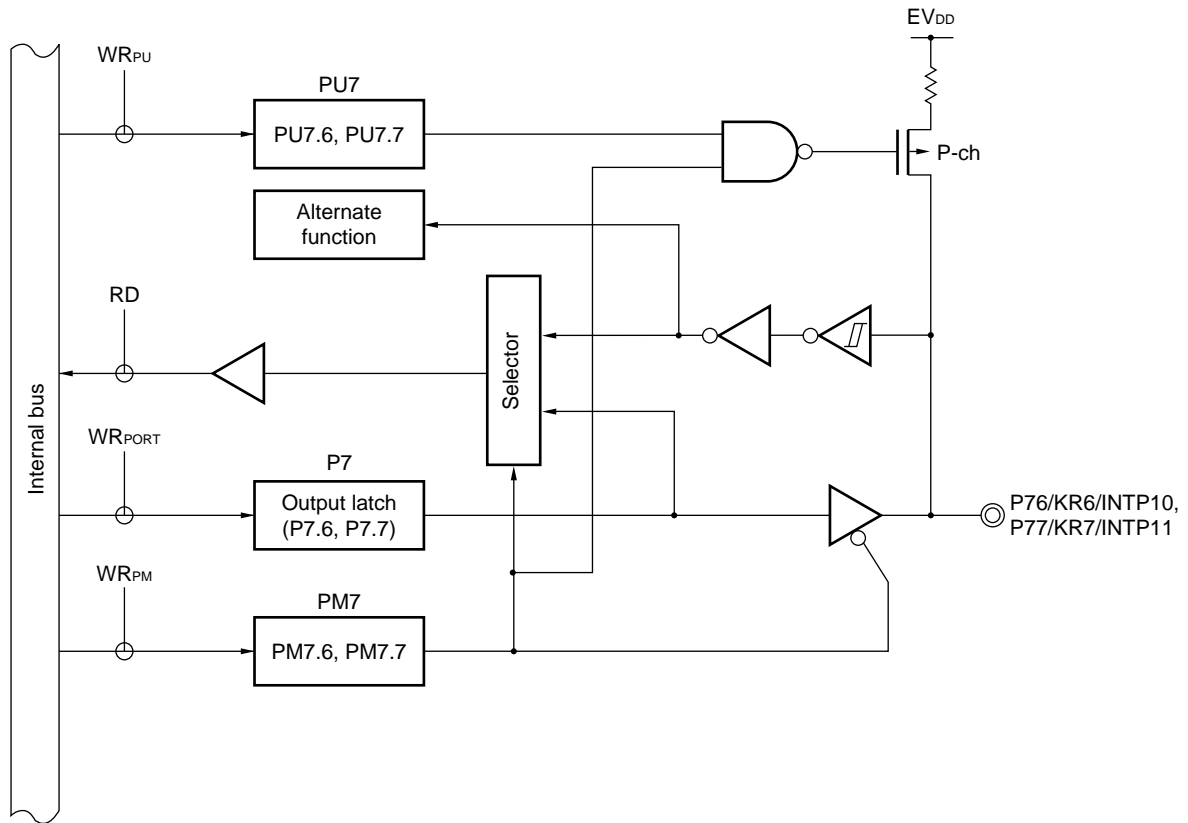 EVDD
WRPU
PU7
PU7.6, PU7.7
P-ch
Alternate
function
RD
Selector
Internal bus
WRPORT
P7
Output latch
(P7.6, P7.7)
P76/KR6/INTP10,
P77/KR7/INTP11
WRPM
PM7
PM7.6, PM7.7